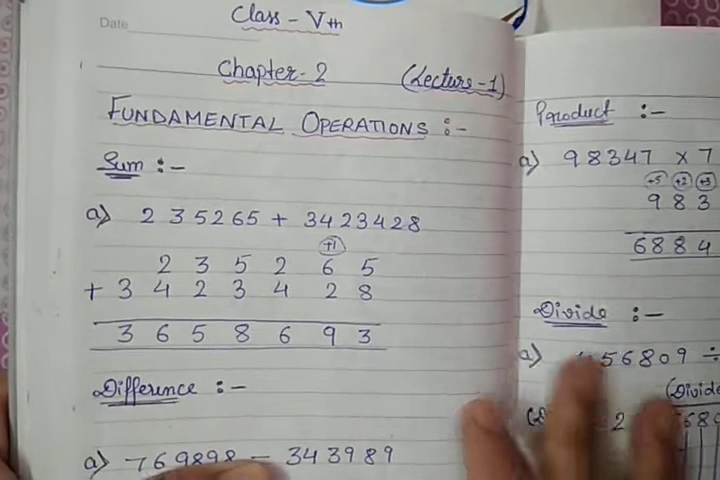 Date
Class - Vth
Chapter - 2 (Lecture - 1)
FUNDAMENTAL OPERATIONS :-
Sum :-
a) 235265 + 3423428
+1
2 3 5 2 6 5
+ 3 4 2 3 4 2 8
3 6 5 8 6 9 3
Difference :-
a) 769898 - 343989
Product :-
a) 98347 x 7
+5 +2 +3
9 8 3
6 8 8 4
Divide :-
a) 56809 ÷
(Divide
2